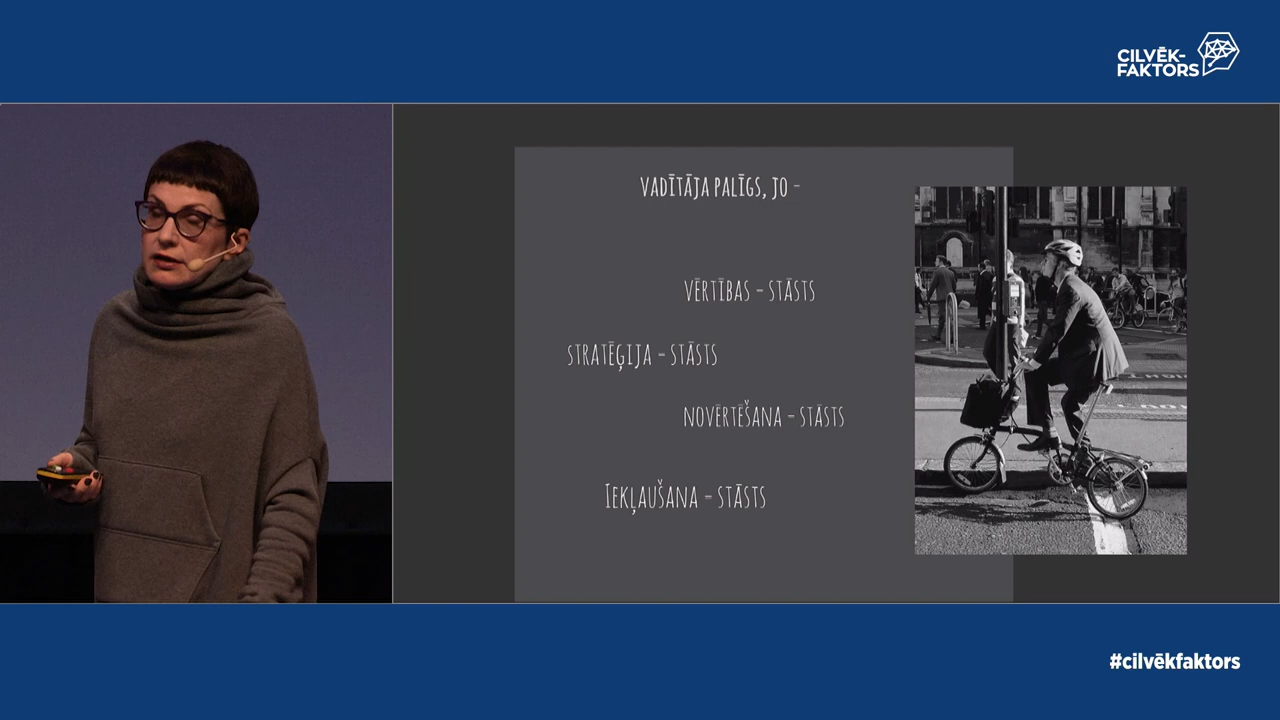 CILVĒK-
FAKTORS
VADĪTĀJA PALĪGS, JO –
VĒRTĪBAS – STĀSTS
STRATĒĢIJA – STĀSTS
NOVĒRTĒŠANA – STĀSTS
IEKĻAUŠANA – STĀSTS
#cilvēkfaktors